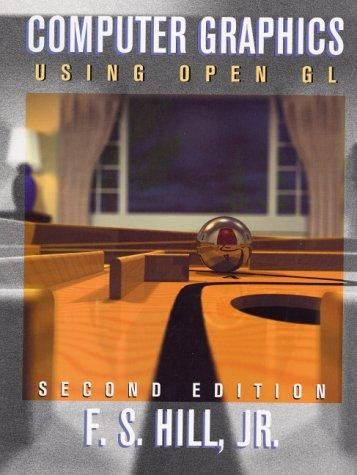 COMPUTER GRAPHICS
USING OPEN GL
SECOND EDITION
F. S. HILL, JR.